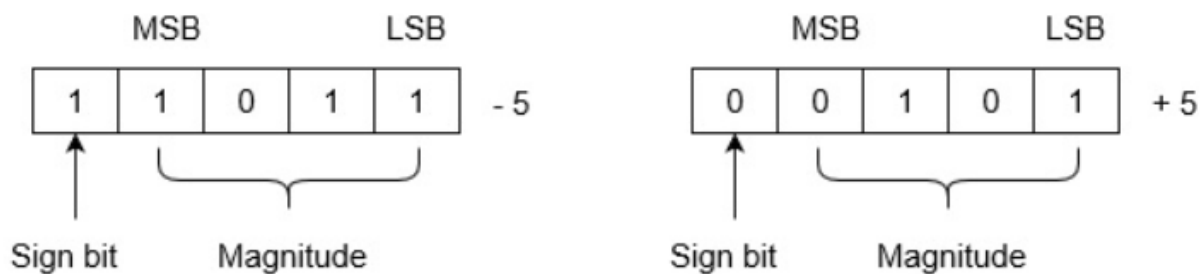 MSB LSB MSB LSB
1 1 0 1 1 - 5 0 0 1 0 1 + 5
Sign bit Magnitude Sign bit Magnitude